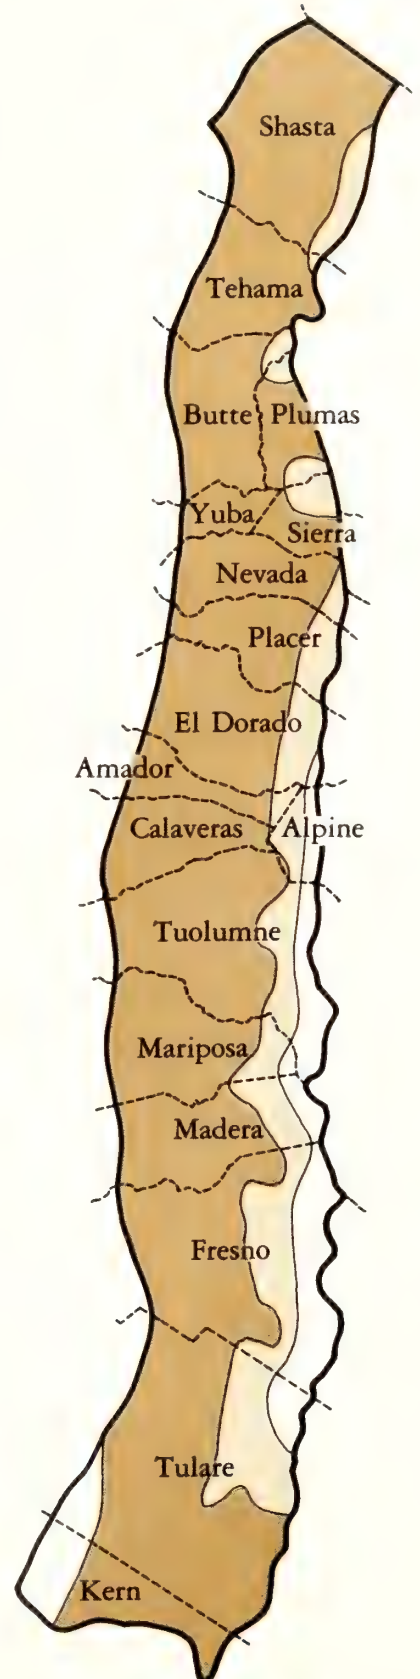 Shasta
Tehama
Butte Plumas
Yuba
Sierra
Nevada
Placer
El Dorado
Amador
Calaveras Alpine
Tuolumne
Mariposa
Madera
Fresno
Tulare
Kern